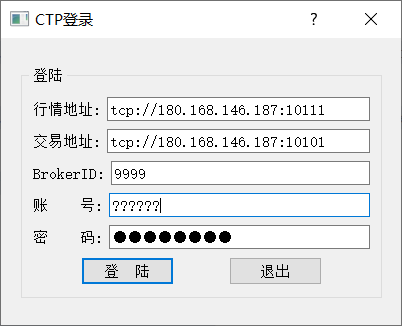 CTP登录
登陆
行情地址: tcp://180.168.146.187:10111
交易地址: tcp://180.168.146.187:10101
BrokerID: 9999
账 号: ??????
密 码: ●●●●●●●●
登 陆 退出